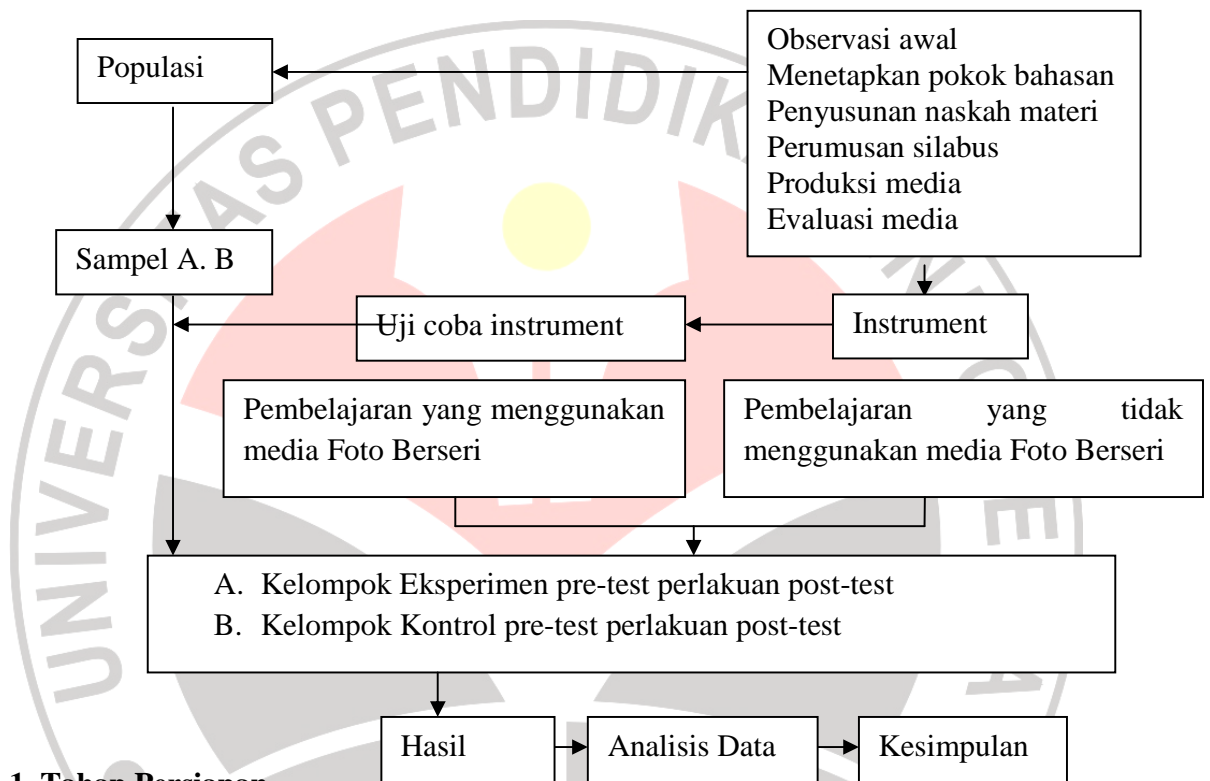 Populasi
Observasi awal
Menetapkan pokok bahasan
Penyusunan naskah materi
Perumusan silabus
Produksi media
Evaluasi media
Sampel A. B
Uji coba instrument
Instrument
Pembelajaran yang menggunakan
media Foto Berseri
Pembelajaran yang tidak
menggunakan media Foto Berseri
A. Kelompok Eksperimen pre-test perlakuan post-test
B. Kelompok Kontrol pre-test perlakuan post-test
Hasil
Analisis Data
Kesimpulan
1. Tahap Persiapan
UNIVERSITAS PENDIDIKAN